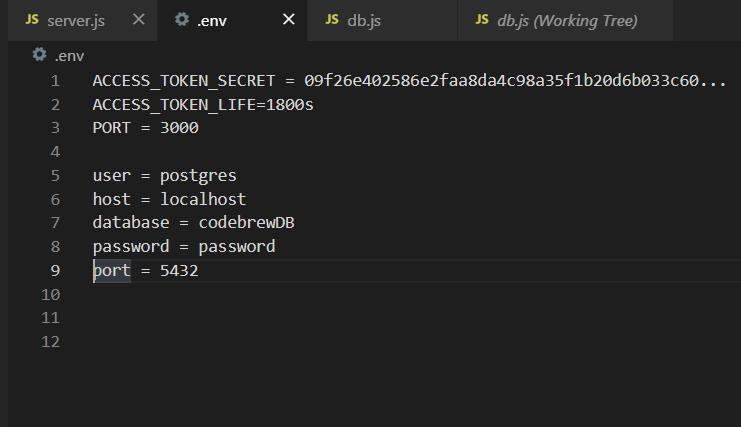 JS server.js
.env
JS db.js
JS db.js (Working Tree)
.env
1 ACCESS_TOKEN_SECRET = 09f26e402586e2faa8da4c98a35f1b20d6b033c60...
2 ACCESS_TOKEN_LIFE=1800s
3 PORT = 3000
4
5 user = postgres
6 host = localhost
7 database = codebrewDB
8 password = password
9 port = 5432
10
11
12